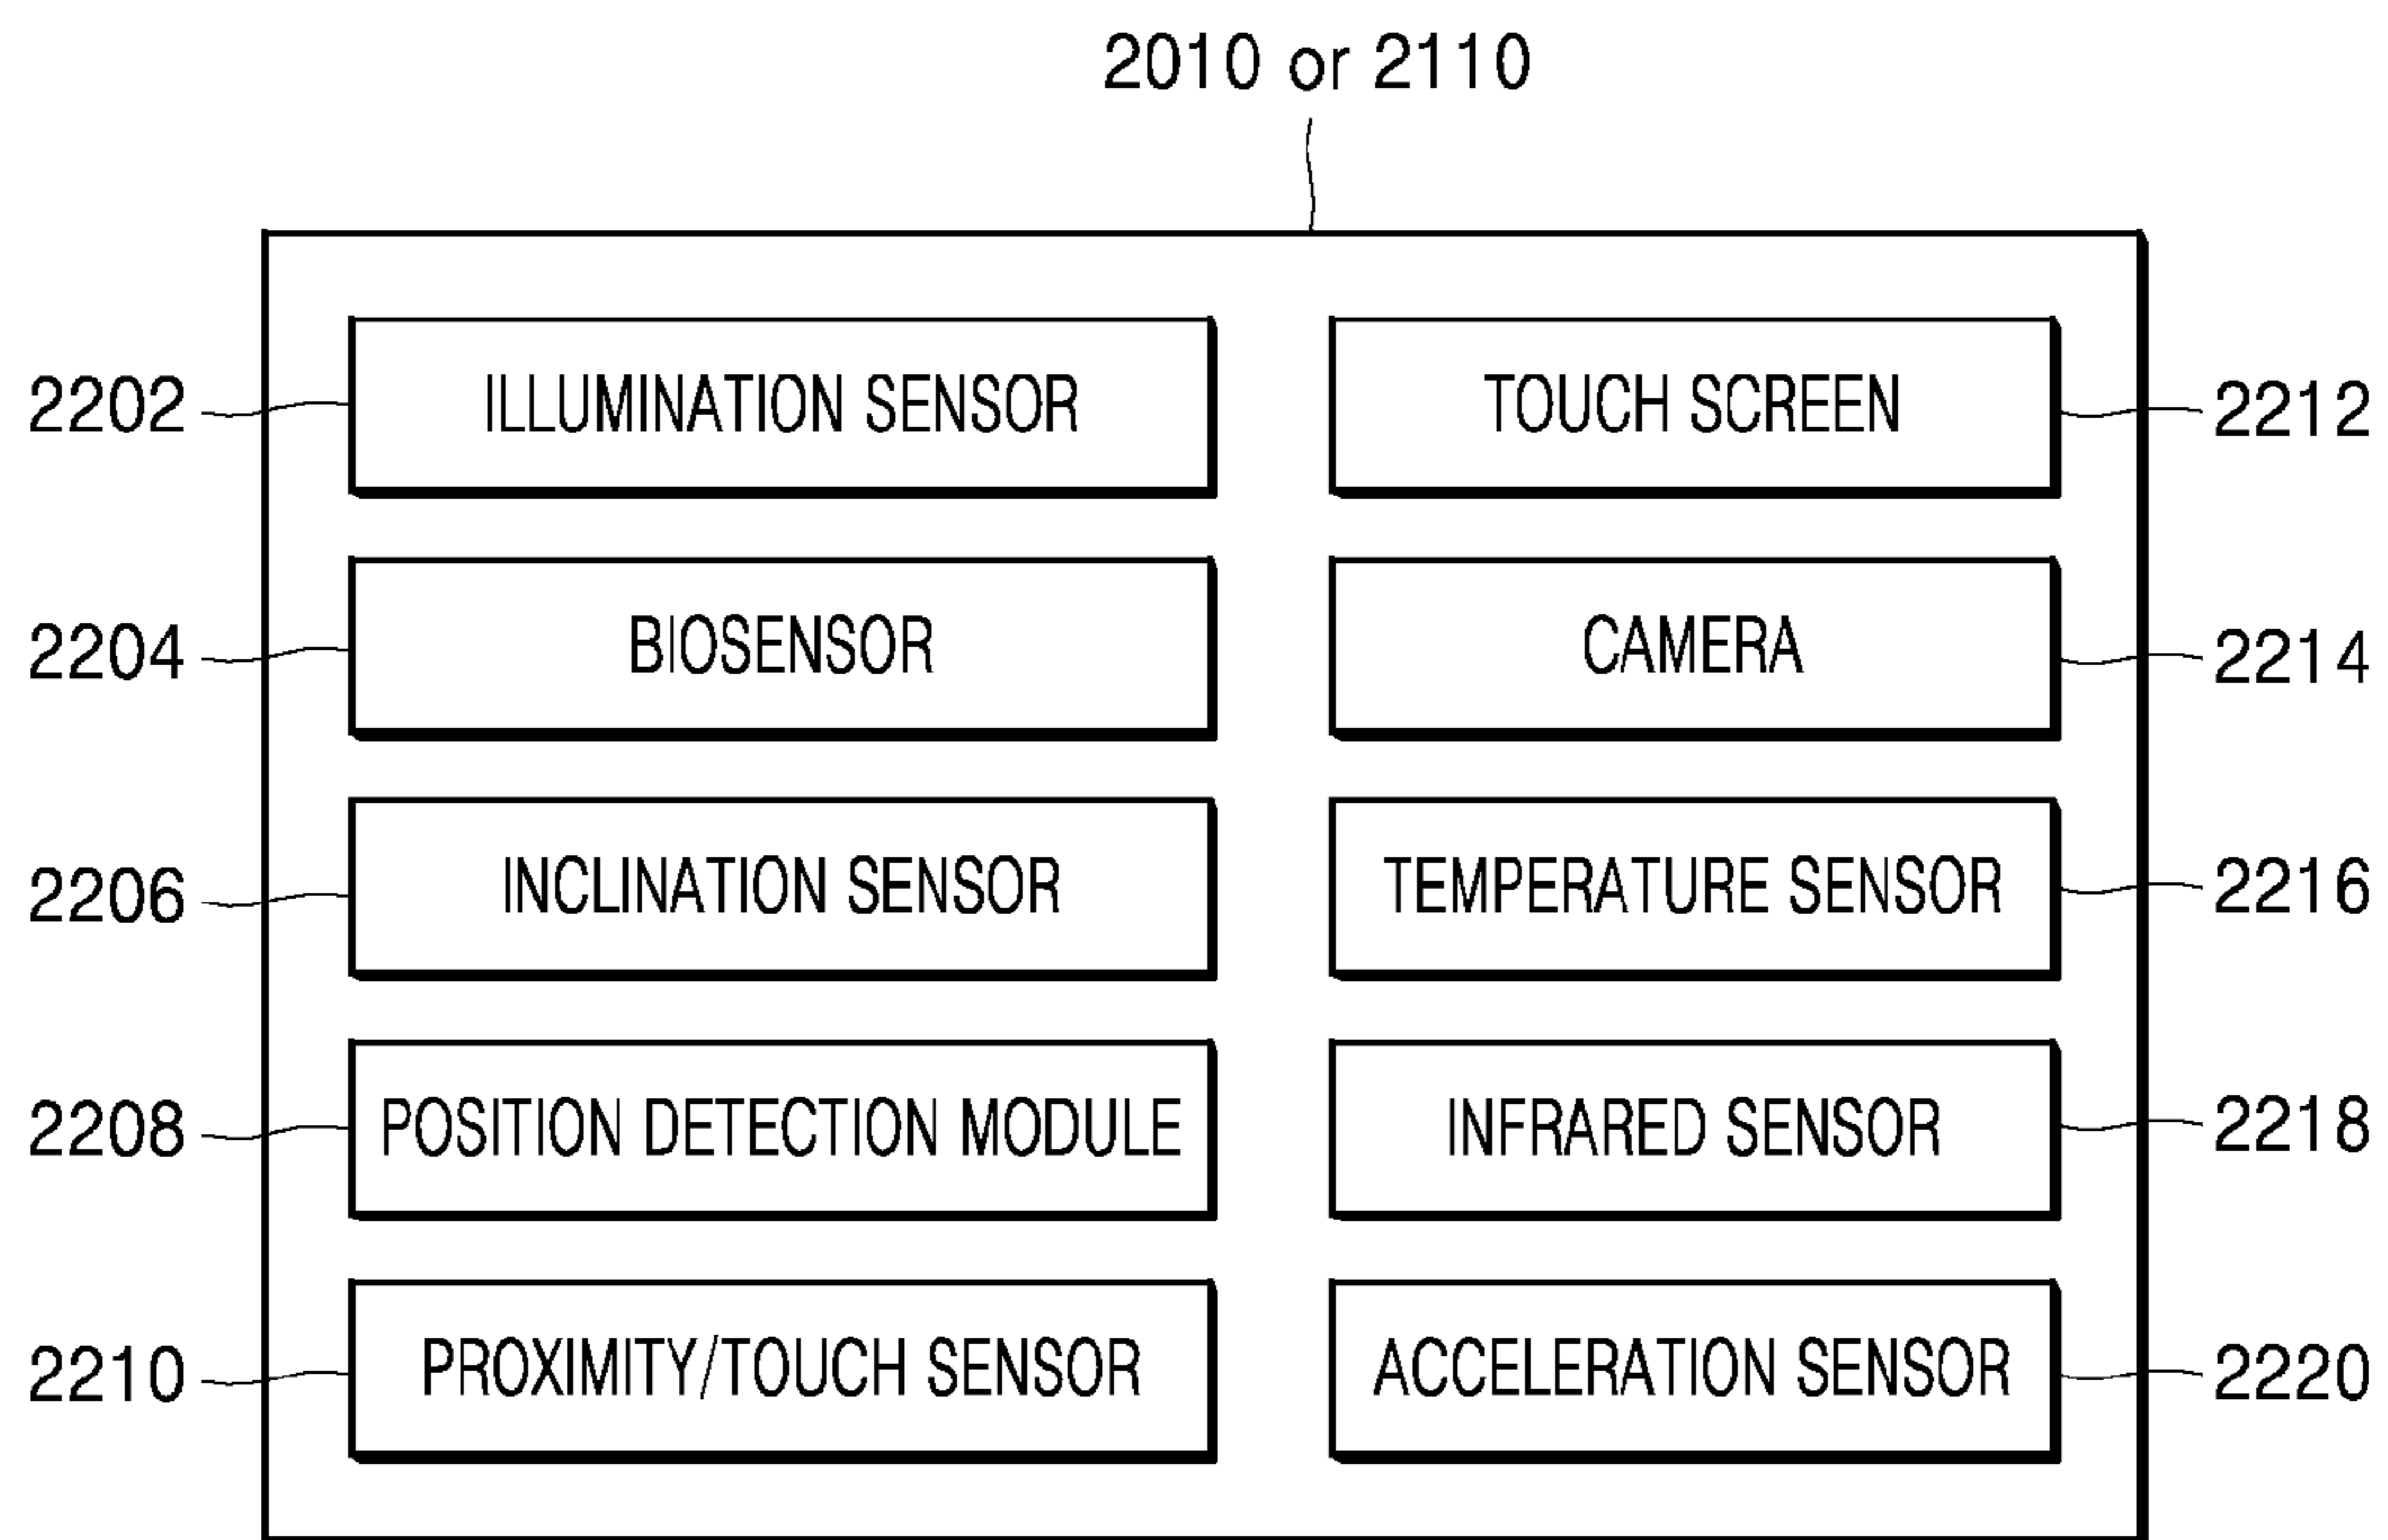 2010 or 2110
2202 ILLUMINATION SENSOR TOUCH SCREEN 2212
2204 BIOSENSOR CAMERA 2214
2206 INCLINATION SENSOR TEMPERATURE SENSOR 2216
2208 POSITION DETECTION MODULE INFRARED SENSOR 2218
2210 PROXIMITY/TOUCH SENSOR ACCELERATION SENSOR 2220